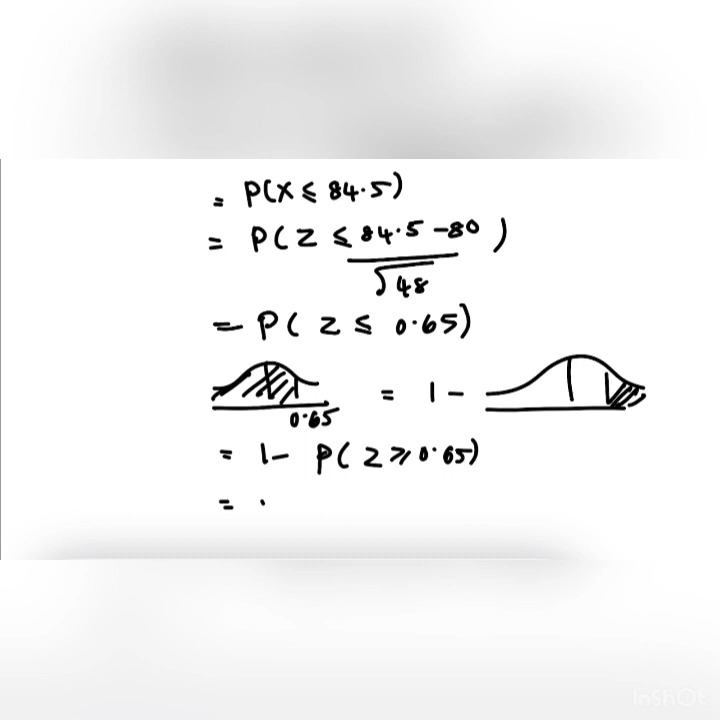 = P(X ≤ 84.5)
= P(Z ≤ (84.5 - 80)/√48)
= P(Z ≤ 0.65)
0.65 = 1 -
= 1 - P(Z ≥ 0.65)
= .
InShOt